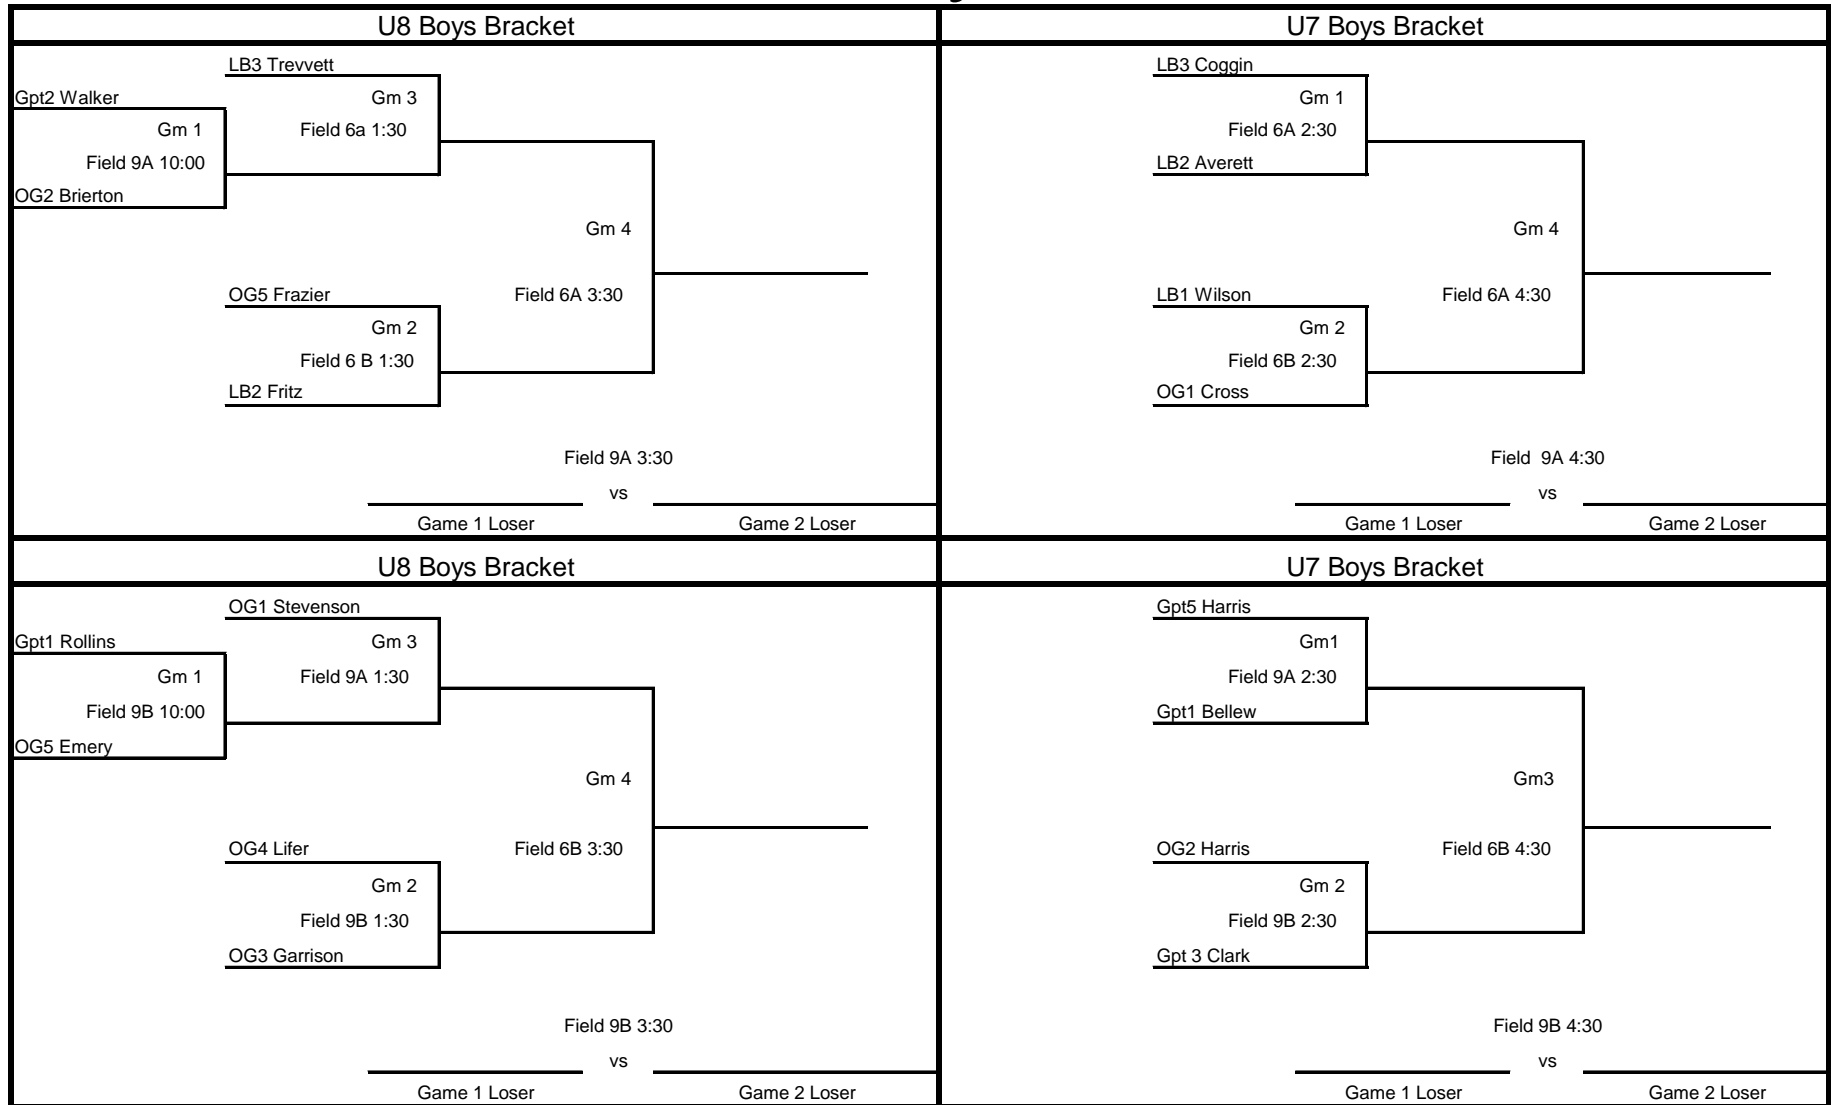 U8 Boys Bracket
LB3 Trevvett
Gpt2 Walker
Gm 3
Gm 1
Field 6a 1:30
Field 9A 10:00
OG2 Brierton
Gm 4
OG5 Frazier
Field 6A 3:30
Gm 2
Field 6 B 1:30
LB2 Fritz
Field 9A 3:30
vs
Game 1 Loser
Game 2 Loser
U7 Boys Bracket
LB3 Coggin
Gm 1
Field 6A 2:30
LB2 Averett
Gm 4
LB1 Wilson
Field 6A 4:30
Gm 2
Field 6B 2:30
OG1 Cross
Field  9A 4:30
vs
Game 1 Loser
Game 2 Loser
U8 Boys Bracket
OG1 Stevenson
Gpt1 Rollins
Gm 3
Gm 1
Field 9A 1:30
Field 9B 10:00
OG5 Emery
Gm 4
OG4 Lifer
Field 6B 3:30
Gm 2
Field 9B 1:30
OG3 Garrison
Field 9B 3:30
vs
Game 1 Loser
Game 2 Loser
U7 Boys Bracket
Gpt5 Harris
Gm1
Field 9A 2:30
Gpt1 Bellew
Gm3
OG2 Harris
Field 6B 4:30
Gm 2
Field 9B 2:30
Gpt 3 Clark
Field 9B 4:30
vs
Game 1 Loser
Game 2 Loser